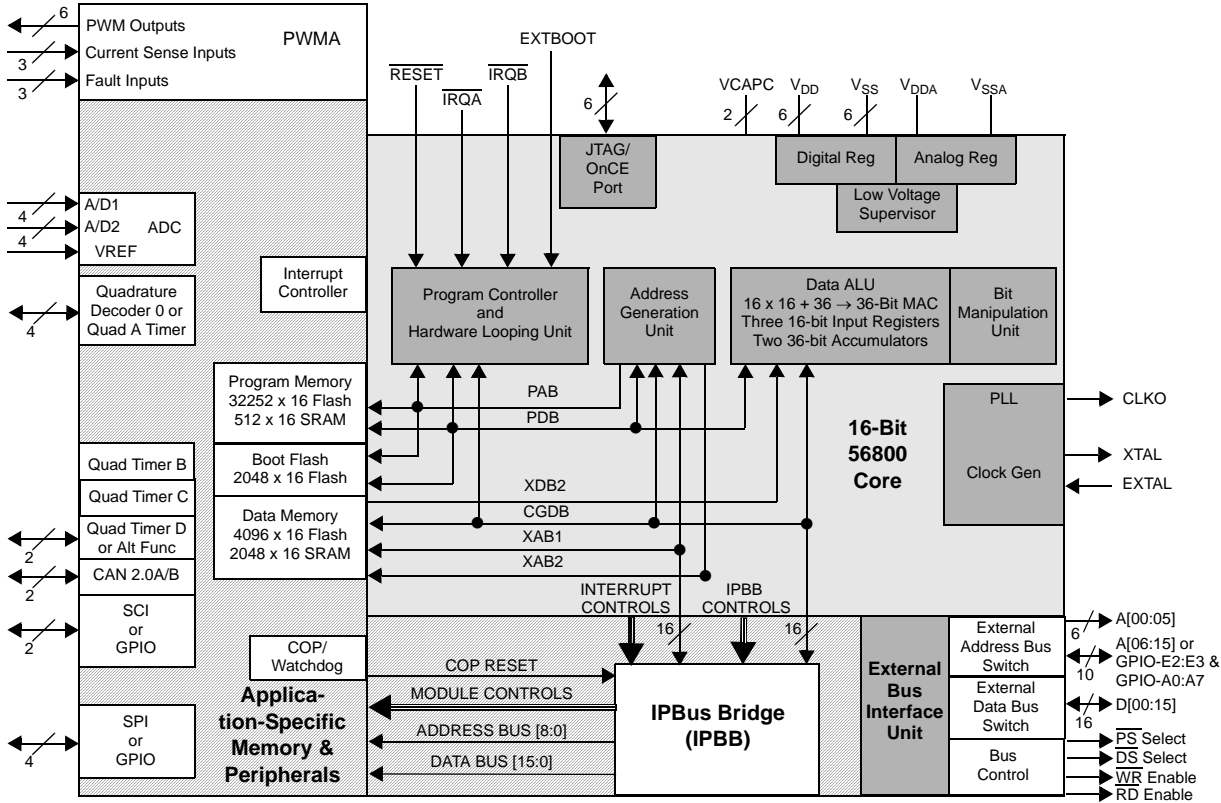 6
PWM Outputs
PWMA
Current Sense Inputs
3
Fault Inputs
3
RESET
IRQA
IRQB
EXTBOOT
6
JTAG/
OnCE
Port
VCAPC
2
VDD
6
VSS
6
VDDA
VSSA
Digital Reg
Analog Reg
Low Voltage
Supervisor
A/D1
4
A/D2
ADC
4
VREF
Quadrature
Decoder 0 or
Quad A Timer
4
Interrupt
Controller
Program Controller
and
Hardware Looping Unit
Address
Generation
Unit
Data ALU
16 x 16 + 36 → 36-Bit MAC
Three 16-bit Input Registers
Two 36-bit Accumulators
Bit
Manipulation
Unit
Program Memory
32252 x 16 Flash
512 x 16 SRAM
Boot Flash
2048 x 16 Flash
Data Memory
4096 x 16 Flash
2048 x 16 SRAM
PAB
PDB
XDB2
CGDB
XAB1
XAB2
16-Bit
56800
Core
PLL
Clock Gen
CLKO
XTAL
EXTAL
Quad Timer B
Quad Timer C
Quad Timer D
or Alt Func
2
CAN 2.0A/B
2
SCI
or
GPIO
2
SPI
or
GPIO
4
COP/
Watchdog
Applica-
tion-Specific
Memory &
Peripherals
INTERRUPT
CONTROLS
16
IPBB
CONTROLS
16
COP RESET
MODULE CONTROLS
ADDRESS BUS [8:0]
DATA BUS [15:0]
IPBus Bridge
(IPBB)
External
Bus
Interface
Unit
External
Address Bus
Switch
External
Data Bus
Switch
Bus
Control
6
A[00:05]
10
A[06:15] or
GPIO-E2:E3 &
GPIO-A0:A7
16
D[00:15]
PS Select
DS Select
WR Enable
RD Enable